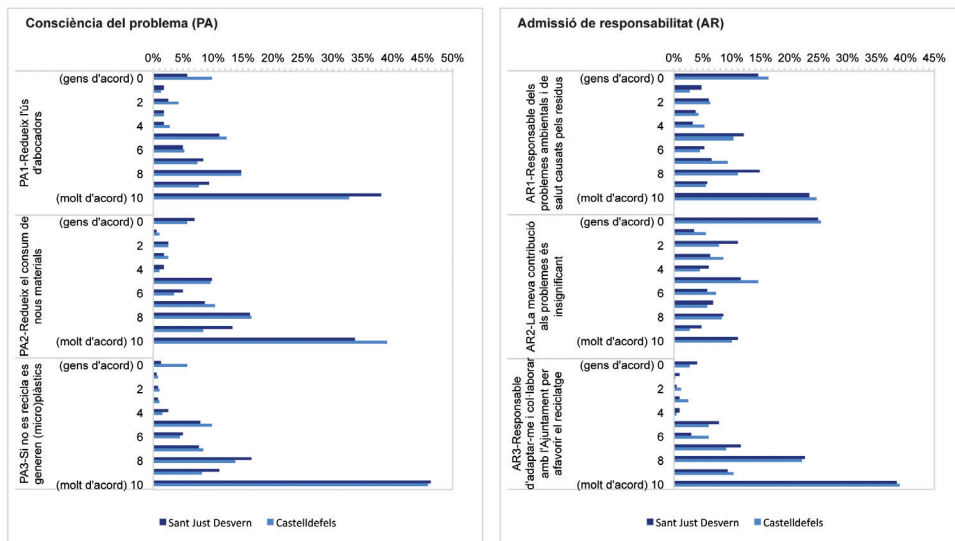 Consciència del problema (PA)
0% 5% 10% 15% 20% 25% 30% 35% 40% 45% 50%
PA1-Redueix l'ús
d'abocadors
(gens d'acord) 0
2
4
6
8
(molt d'acord) 10
PA2-Redueix el consum de
nous materials
(gens d'acord) 0
2
4
6
8
(molt d'acord) 10
PA3-Si no es recicla es
generen (micro)plàstics
(gens d'acord) 0
2
4
6
8
(molt d'acord) 10
Sant Just Desvern Castelldefels
Admissió de responsabilitat (AR)
0% 5% 10% 15% 20% 25% 30% 35% 40% 45%
AR1-Responsable dels
problemes ambientals i de
salut causats pels residus
(gens d'acord) 0
2
4
6
8
(molt d'acord) 10
AR2-La meva contribució
als problemes és
insignificant
(gens d'acord) 0
2
4
6
8
(molt d'acord) 10
AR3-Responsable
d'adaptar-me i col·laborar
amb l'Ajuntament per
afavorir el reciclatge
(gens d'acord) 0
2
4
6
8
(molt d'acord) 10
Sant Just Desvern Castelldefels